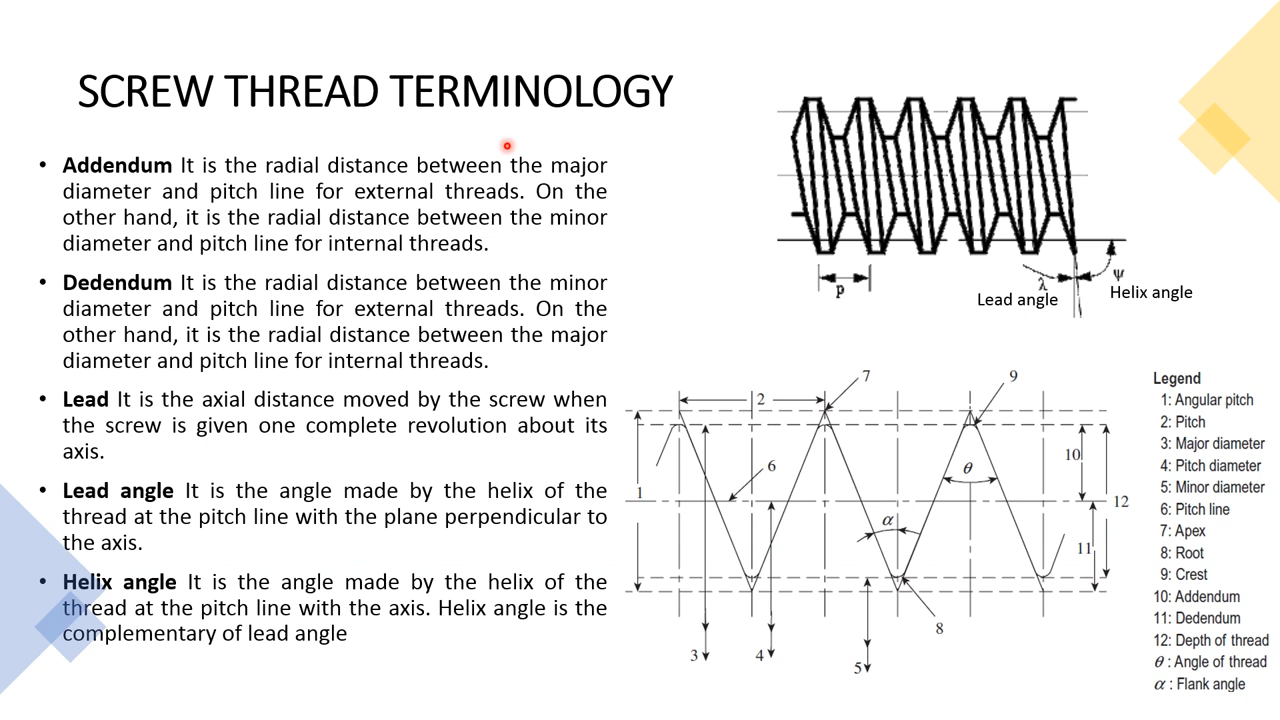 SCREW THREAD TERMINOLOGY
• Addendum It is the radial distance between the major
diameter and pitch line for external threads. On the
other hand, it is the radial distance between the minor
diameter and pitch line for internal threads.
• Dedendum It is the radial distance between the minor
diameter and pitch line for external threads. On the
other hand, it is the radial distance between the major
diameter and pitch line for internal threads.
• Lead It is the axial distance moved by the screw when
the screw is given one complete revolution about its
axis.
• Lead angle It is the angle made by the helix of the
thread at the pitch line with the plane perpendicular to
the axis.
• Helix angle It is the angle made by the helix of the
thread at the pitch line with the axis. Helix angle is the
complementary of lead angle
p
λ
ψ
Lead angle
Helix angle
7
9
2
10
6
θ
1
12
α
11
8
3
4
5
Legend
1: Angular pitch
2: Pitch
3: Major diameter
4: Pitch diameter
5: Minor diameter
6: Pitch line
7: Apex
8: Root
9: Crest
10: Addendum
11: Dedendum
12: Depth of thread
θ : Angle of thread
α : Flank angle